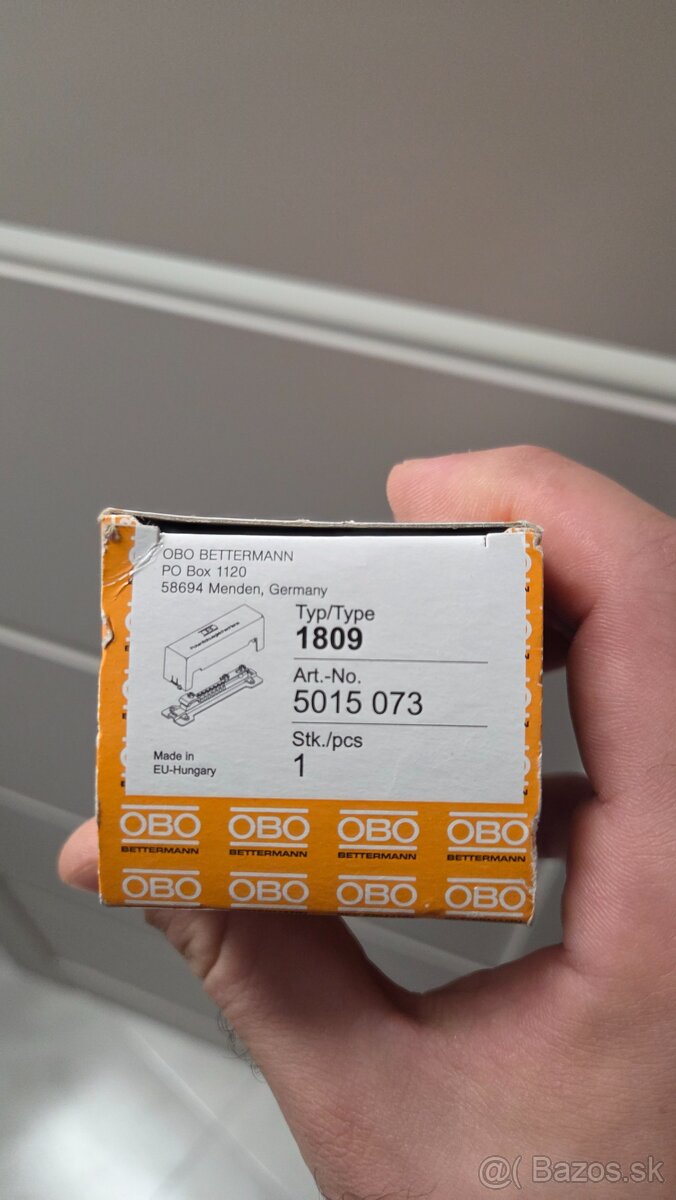 OBO BETTERMANN
PO Box 1120
58694 Menden, Germany
Typ/Type
1809
Art.-No.
5015 073
Stk./pcs
1
Made in
EU-Hungary
OBO OBO OBO OBO
BETTERMANN BETTERMANN BETTERMANN BETTERMANN
OBO OBO OBO OBO
@( Bazos.sk